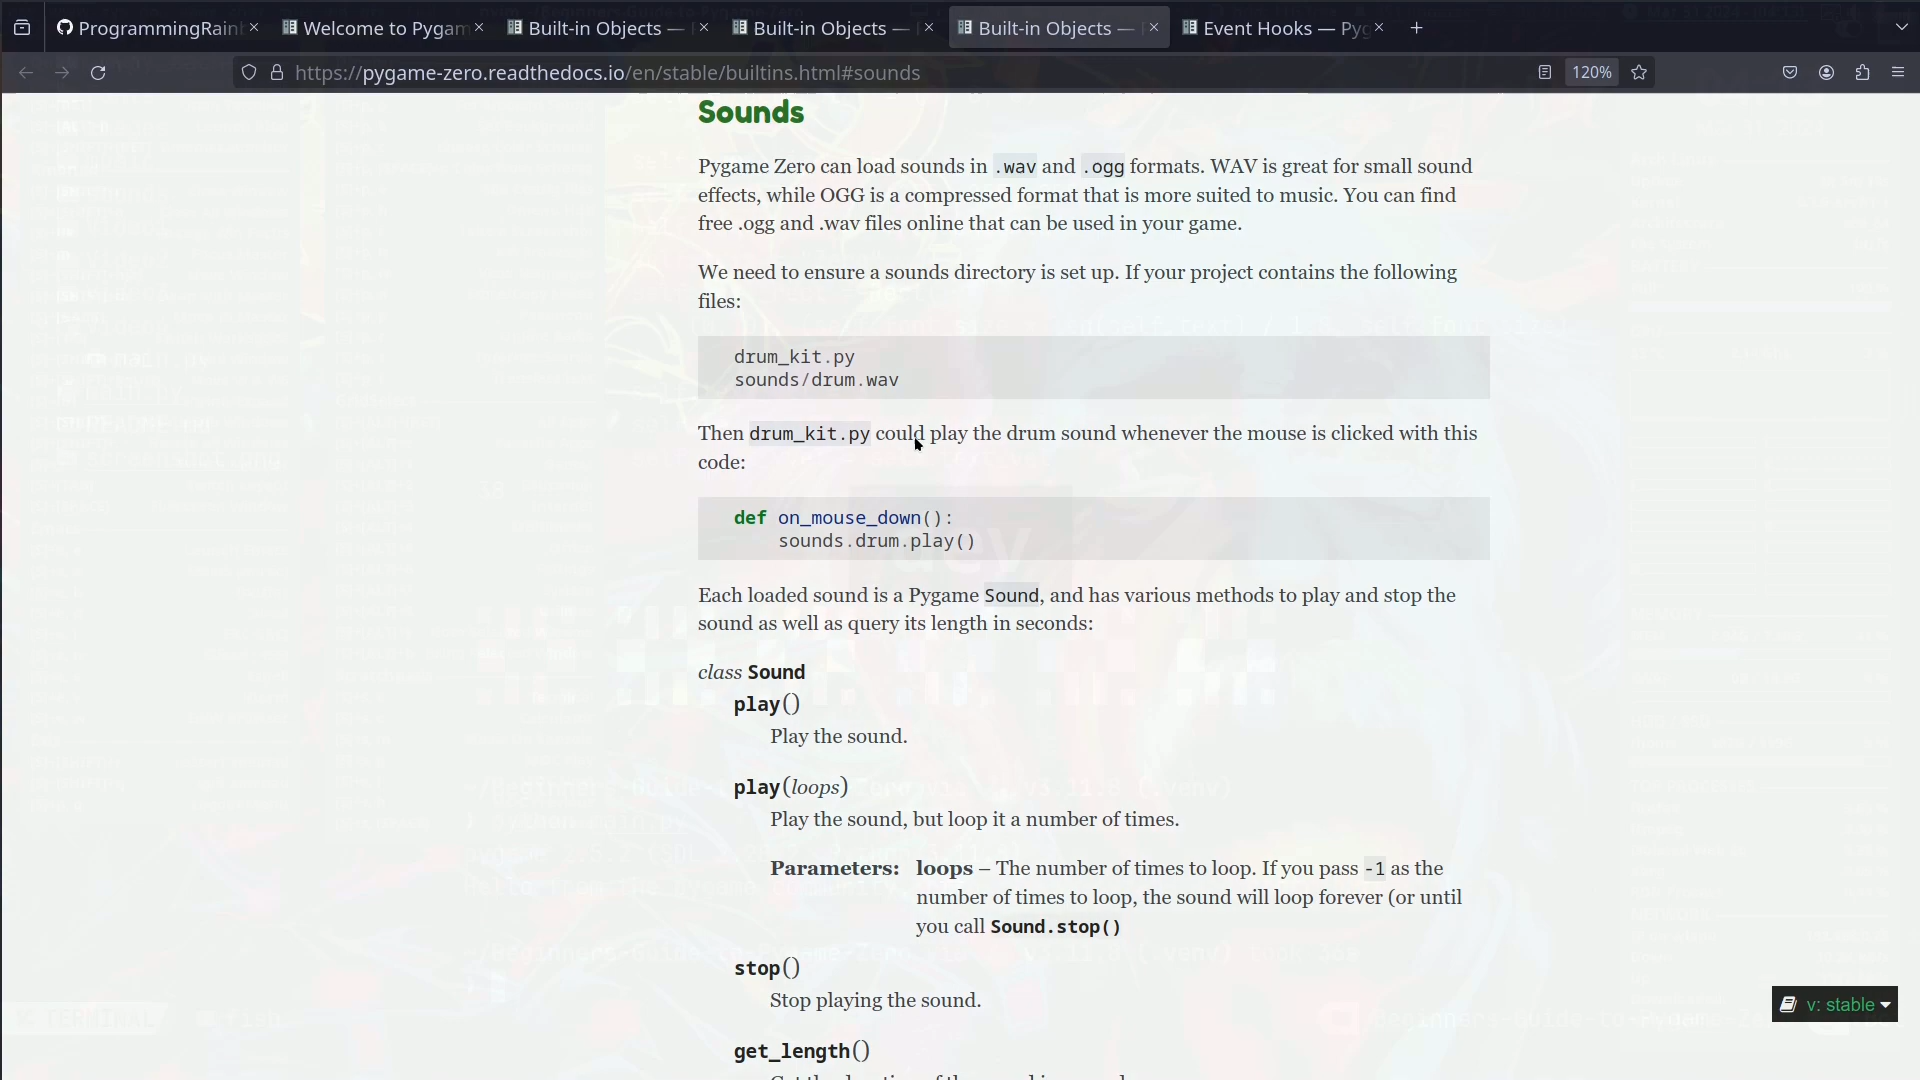 ProgrammingRainb
Welcome to Pygam
Built-in Objects —
Built-in Objects —
Built-in Objects —
Event Hooks — Pyg
https://pygame-zero.readthedocs.io/en/stable/builtins.html#sounds
120%
Sounds
Pygame Zero can load sounds in .wav and .ogg formats. WAV is great for small sound
effects, while OGG is a compressed format that is more suited to music. You can find
free .ogg and .wav files online that can be used in your game.
We need to ensure a sounds directory is set up. If your project contains the following
files:
drum_kit.py
sounds/drum.wav
Then drum_kit.py could play the drum sound whenever the mouse is clicked with this
code:
def on_mouse_down():
sounds.drum.play()
dev
Each loaded sound is a Pygame Sound, and has various methods to play and stop the
sound as well as query its length in seconds:
class Sound
play()
Play the sound.
play(loops)
Play the sound, but loop it a number of times.
Parameters: loops – The number of times to loop. If you pass -1 as the
number of times to loop, the sound will loop forever (or until
you call Sound.stop()
stop()
Stop playing the sound.
v: stable
TERMINAL
get_length()